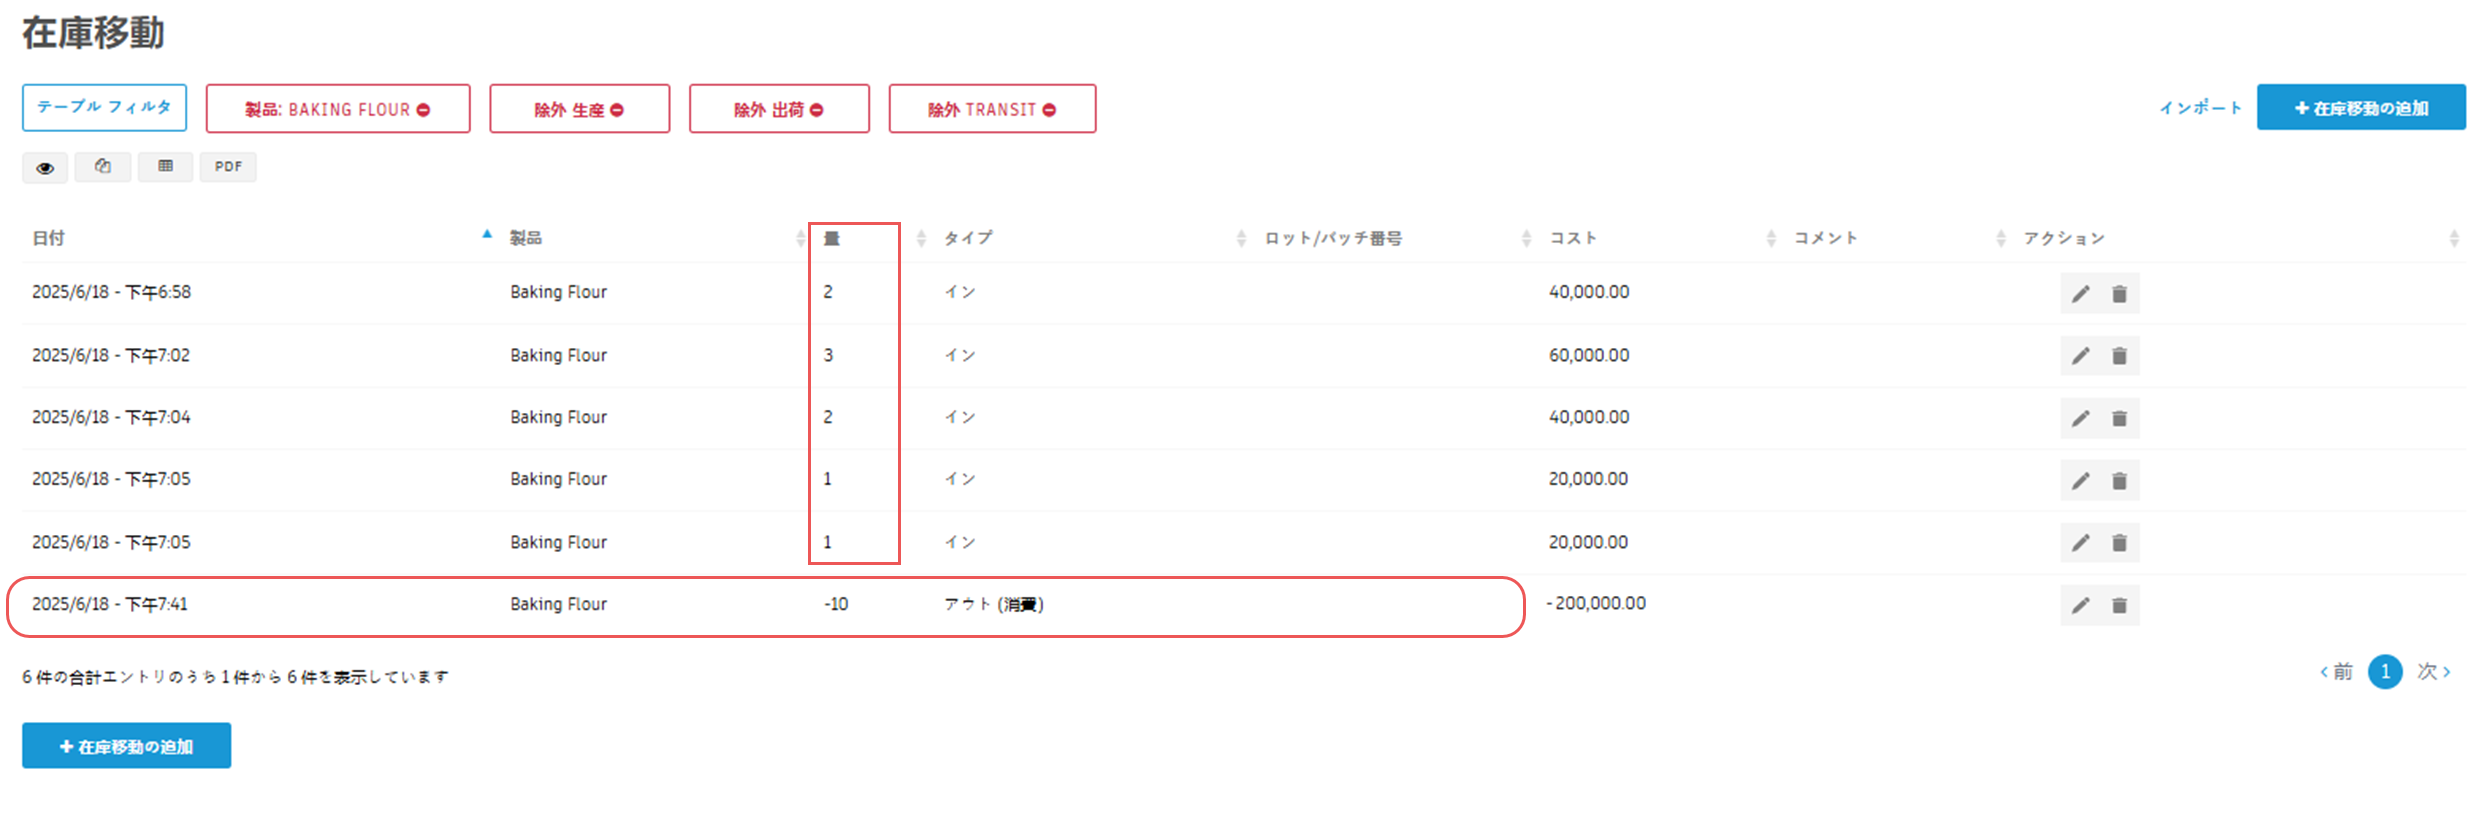 在庫移動
テーブル フィルタ 製品: BAKING FLOUR 除外 生産 除外 出荷 除外 TRANSIT インポート +在庫移動の追加
PDF
日付 製品 量 タイプ ロット/バッチ番号 コスト コメント アクション
2025/6/18 - 下午6:58 Baking Flour 2 イン 40,000.00
2025/6/18 - 下午7:02 Baking Flour 3 イン 60,000.00
2025/6/18 - 下午7:04 Baking Flour 2 イン 40,000.00
2025/6/18 - 下午7:05 Baking Flour 1 イン 20,000.00
2025/6/18 - 下午7:05 Baking Flour 1 イン 20,000.00
2025/6/18 - 下午7:41 Baking Flour -10 アウト (消費) -200,000.00
6 件の合計エントリのうち 1 件から 6 件を表示しています ‹ 前 1 次 ›
+在庫移動の追加